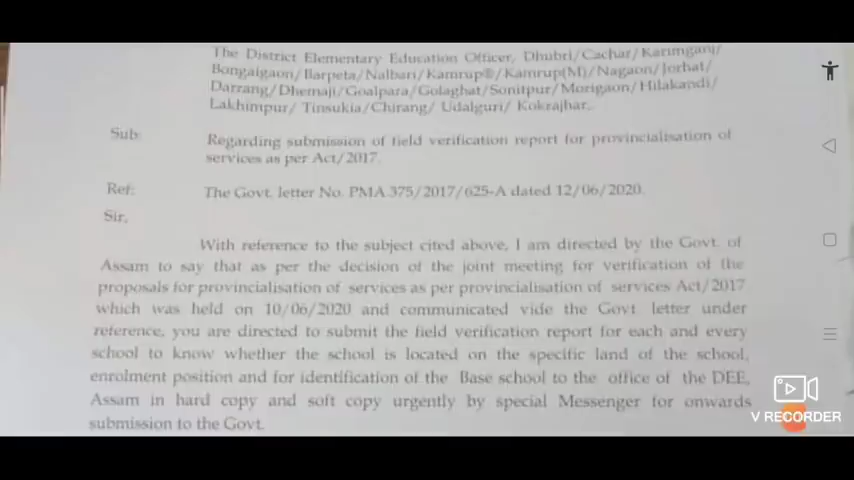 The District Elementary Education Officer, Dhubri/Cachar/Karimganj/
Bongaigaon/Barpeta/Nalbari/Kamrup®/Kamrup(M)/Nagaon/Jorhat/
Darrang/Dhemaji/Goalpara/Golaghat/Sonitpur/Morigaon/Hilakandi/
Lakhimpur/ Tinsukia/Chirang/ Udalguri/ Kokrajhar.
Sub: Regarding submission of field verification report for provincialisation of
services as per Act/2017.
Ref: The Govt. letter No. PMA.375/2017/625-A dated 12/06/2020.
Sir,
With reference to the subject cited above, I am directed by the Govt. of
Assam to say that as per the decision of the joint meeting for verification of the
proposals for provincialisation of services as per provincialisation of services Act/2017
which was held on 10/06/2020 and communicated vide the Govt. letter under
reference, you are directed to submit the field verification report for each and every
school to know whether the school is located on the specific land of the school,
enrolment position and for identification of the Base school to the office of the DEE,
Assam in hard copy and soft copy urgently by special Messenger for onwards
submission to the Govt.
V RECORDER